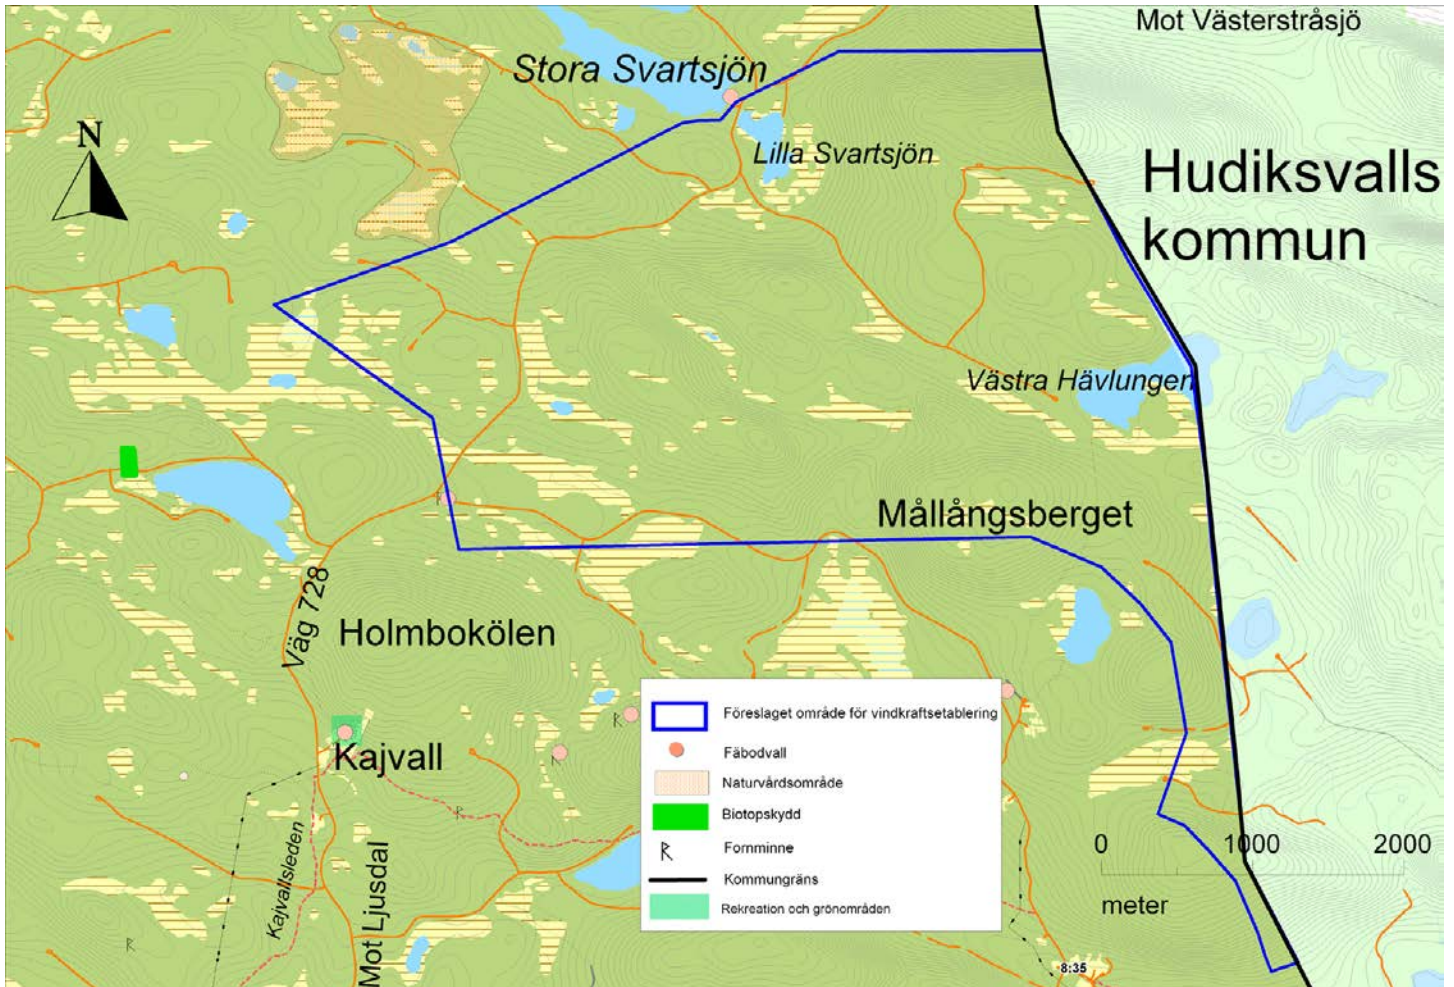 Mot Västerstråsjö
Stora Svartsjön
N
Lilla Svartsjön
Hudiksvalls
kommun
Västra Hävlungen
R
Mållångsberget
Väg 728
Holmbokölen
Föreslaget område för vindkraftsetablering
R
Kajvall
Fäbodvall
Naturvårdsområde
R
Biotopskydd
0 1000 2000
R Fornminne
Kajvallsleden
Mot Ljusdal
Kommungräns
meter
Rekreation och grönområden
R
8:35